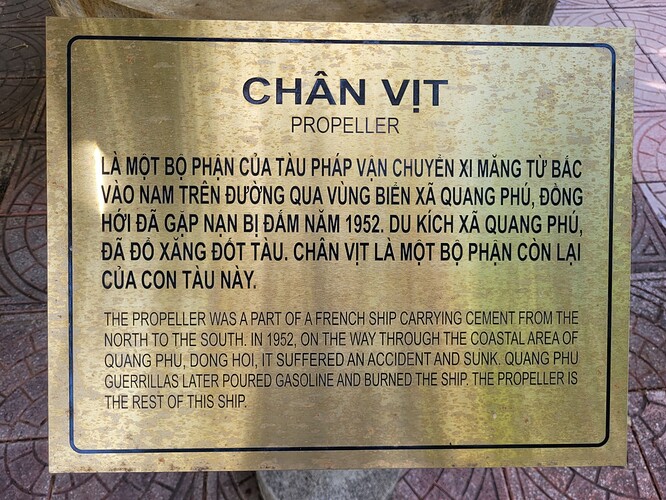 CHÂN VỊT
PROPELLER
LÀ MỘT BỘ PHẬN CỦA TÀU PHÁP VẬN CHUYỂN XI MĂNG TỪ BẮC
VÀO NAM TRÊN ĐƯỜNG QUA VÙNG BIỂN XÃ QUANG PHÚ, ĐỒNG
HỚI ĐÃ GẶP NẠN BỊ ĐẮM NĂM 1952. DU KÍCH XÃ QUANG PHÚ,
ĐÃ ĐỔ XĂNG ĐỐT TÀU. CHÂN VỊT LÀ MỘT BỘ PHẬN CÒN LẠI
CỦA CON TÀU NÀY.
THE PROPELLER WAS A PART OF A FRENCH SHIP CARRYING CEMENT FROM THE
NORTH TO THE SOUTH. IN 1952, ON THE WAY THROUGH THE COASTAL AREA OF
QUANG PHU, DONG HOI, IT SUFFERED AN ACCIDENT AND SUNK. QUANG PHU
GUERRILLAS LATER POURED GASOLINE AND BURNED THE SHIP. THE PROPELLER IS
THE REST OF THIS SHIP.